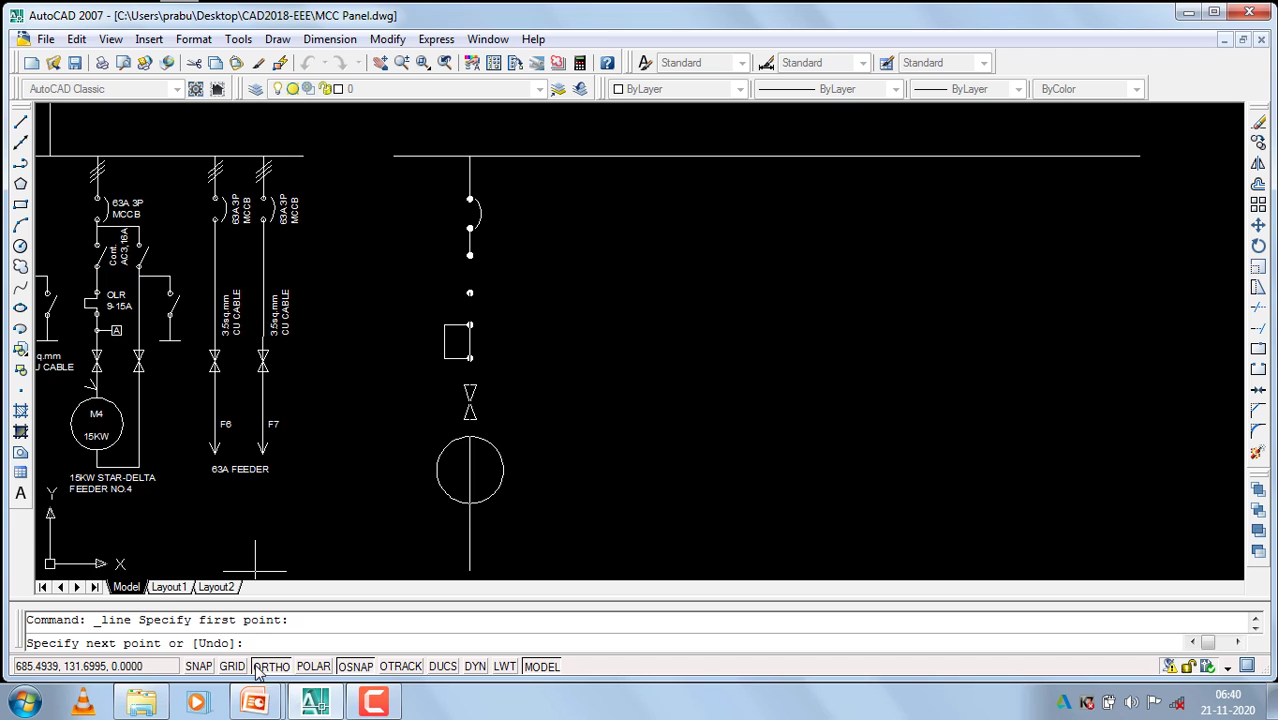 AutoCAD 2007 - [C:\Users\prabu\Desktop\CAD2018-EEE\MCC Panel.dwg]
File Edit View Insert Format Tools Draw Dimension Modify Express Window Help
A Standard Standard Standard
AutoCAD Classic 0 ByLayer ByLayer ByLayer ByColor
63A 3P
MCCB
63A 3P
MCCB
63A 3P
MCCB
Cont.
AC3,16A
OLR
9-15A
A
3.5sq.mm
CU CABLE
3.5sq.mm
CU CABLE
q.mm
U CABLE
M4
15KW
F6
F7
63A FEEDER
15KW STAR-DELTA
FEEDER NO.4
Y
X
A
Model Layout1 Layout2
Command: _line Specify first point:
Specify next point or [Undo]:
685.4939, 131.6995, 0.0000 SNAP GRID ORTHO POLAR OSNAP OTRACK DUCS DYN LWT MODEL
06:40
21-11-2020